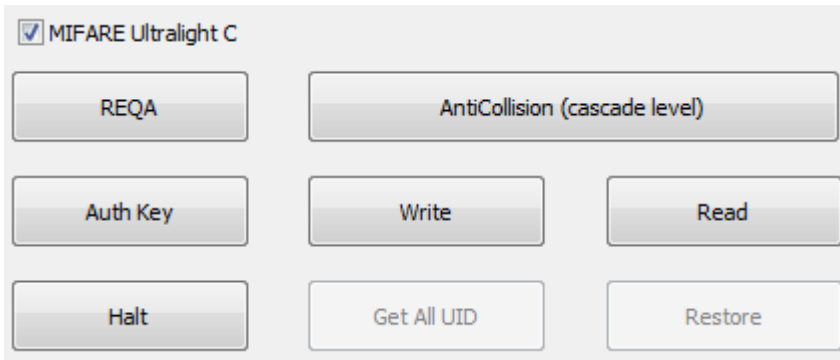 MIFARE Ultralight C
REQA
AntiCollision (cascade level)
Auth Key
Write
Read
Halt
Get All UID
Restore